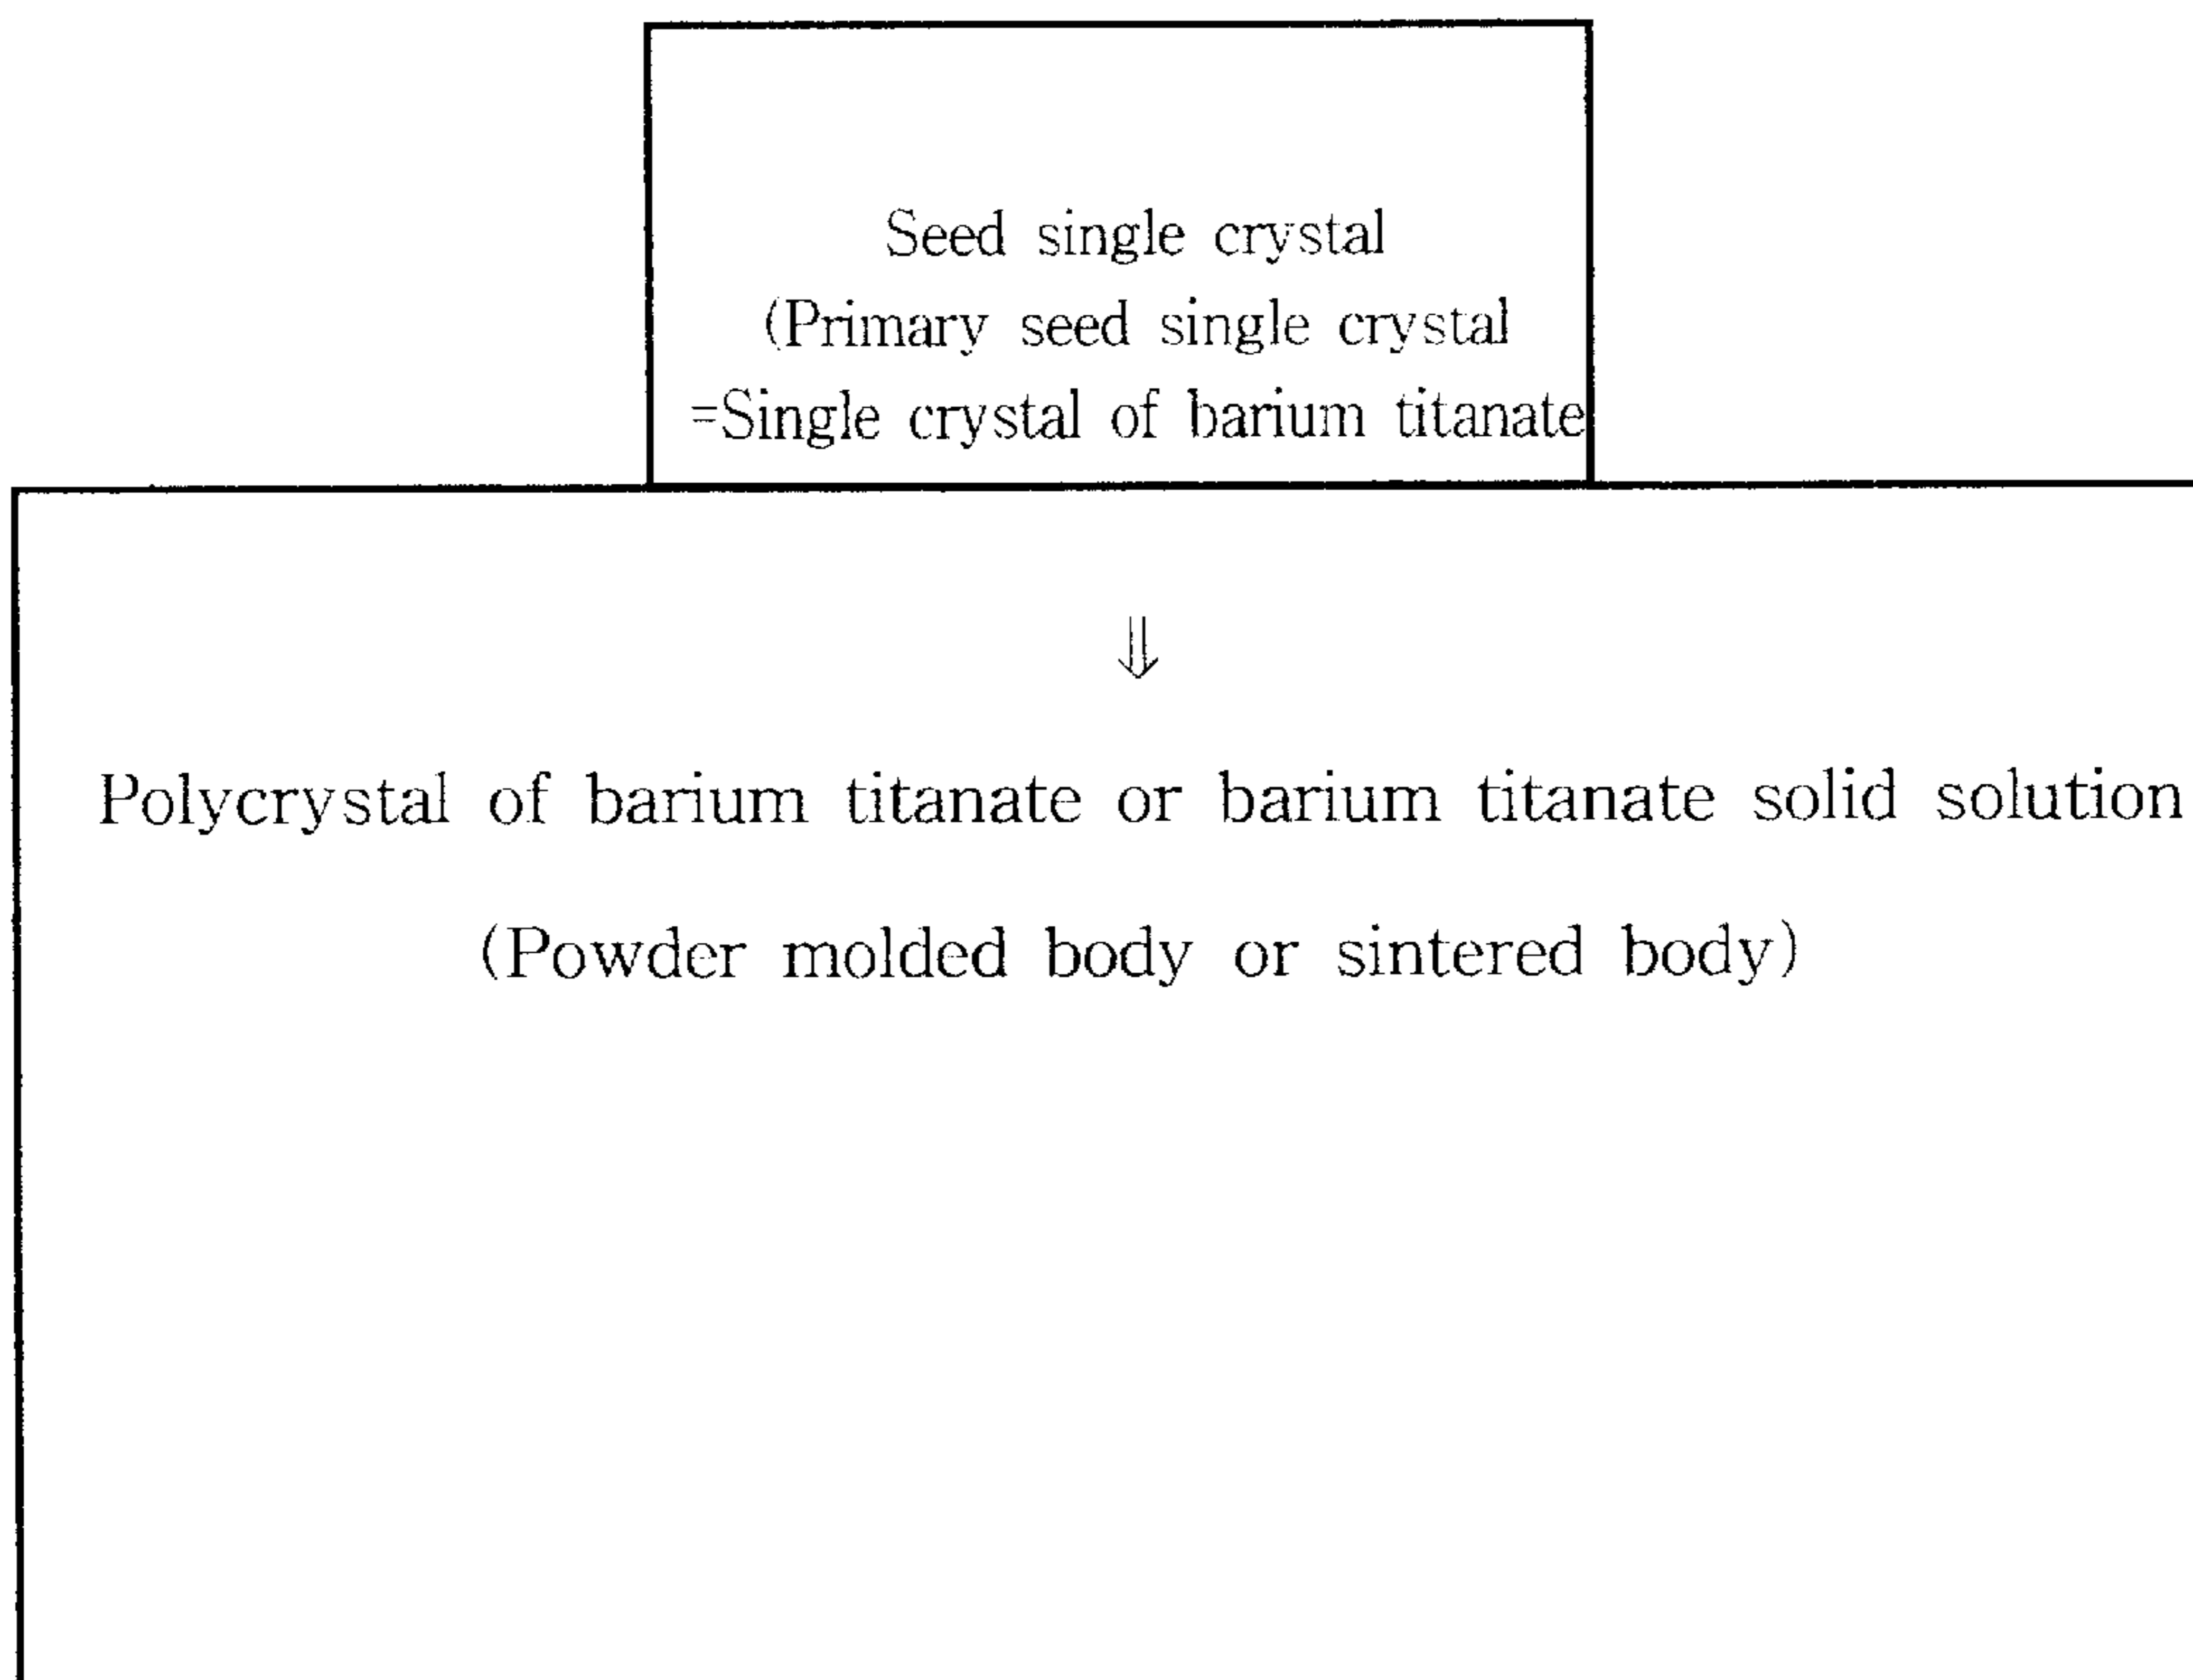 Seed single crystal
(Primary seed single crystal
=Single crystal of barium titanate
⇓
Polycrystal of barium titanate or barium titanate solid solution
(Powder molded body or sintered body)